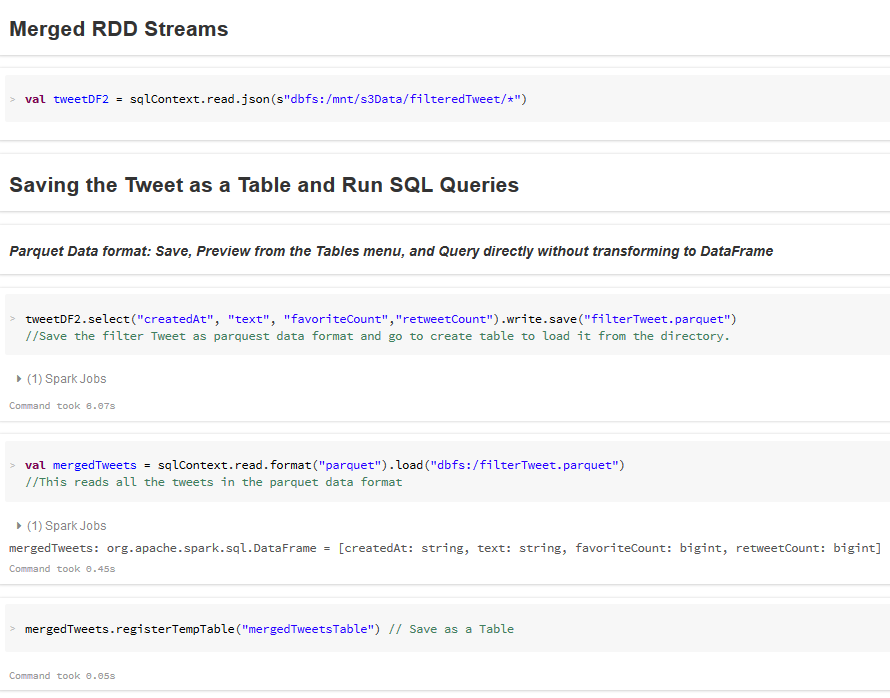 Merged RDD Streams
> val tweetDF2 = sqlContext.read.json(s"dbfs:/mnt/s3Data/filteredTweet/*")
Saving the Tweet as a Table and Run SQL Queries
Parquet Data format: Save, Preview from the Tables menu, and Query directly without transforming to DataFrame
> tweetDF2.select("createdAt", "text", "favoriteCount","retweetCount").write.save("filterTweet.parquet")
//Save the filter Tweet as parquest data format and go to create table to load it from the directory.
(1) Spark Jobs
Command took 6.07s
> val mergedTweets = sqlContext.read.format("parquet").load("dbfs:/filterTweet.parquet")
//This reads all the tweets in the parquet data format
(1) Spark Jobs
mergedTweets: org.apache.spark.sql.DataFrame = [createdAt: string, text: string, favoriteCount: bigint, retweetCount: bigint]
Command took 0.45s
> mergedTweets.registerTempTable("mergedTweetsTable") // Save as a Table
Command took 0.05s